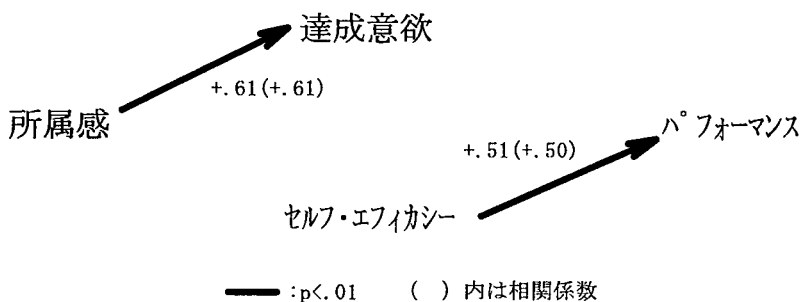 達成意欲
+.61(+.61)
所属感
パフォーマンス
+.51(+.50)
セルフ・エフィカシー
:p<.01 ( ) 内は相関係数